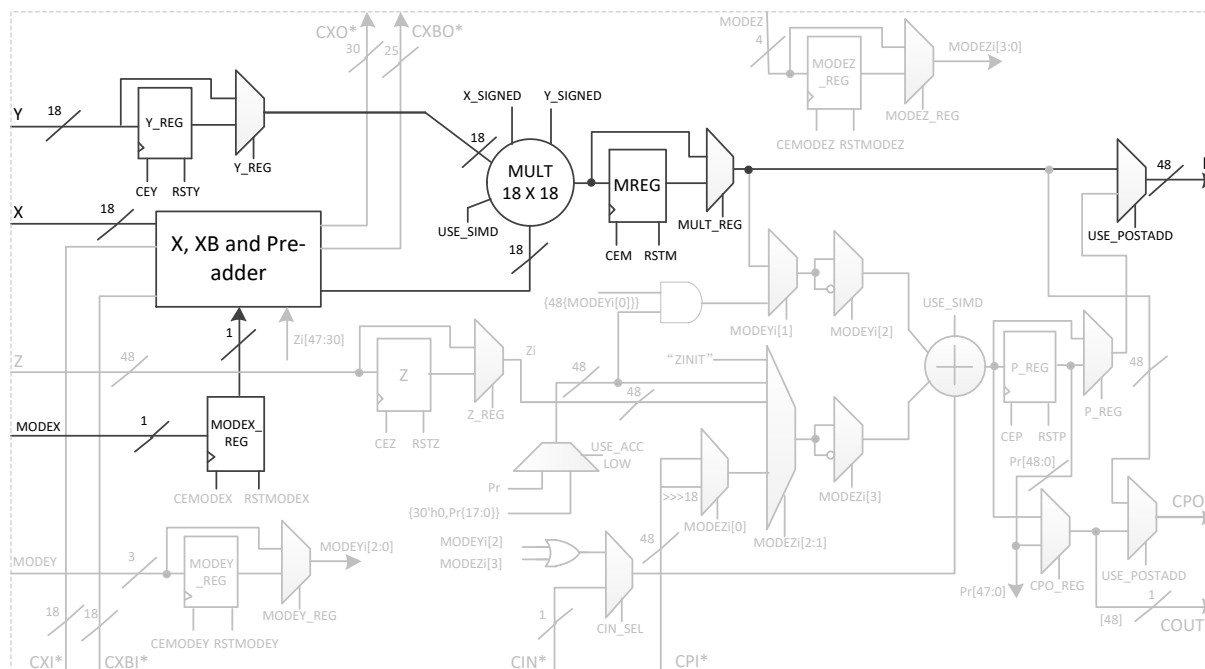 CXO*
CXBO*
30
25
MODEZ
4
MODEZ
_REG
MODEZi[3:0]
MODEZ_REG
CEMODEZ RSTMODEZ
Y
18
Y_REG
Y_REG
CEY
RSTY
X_SIGNED
Y_SIGNED
18
MULT
18 X 18
USE_SIMD
18
MREG
MULT_REG
CEM
RSTM
48
USE_POSTADD
X
18
X, XB and Pre-
adder
1
Zi[47:30]
{48{MODEYi[0]}}
MODEYi[1]
MODEYi[2]
USE_SIMD
Z
48
Z
Zi
Z_REG
CEZ
RSTZ
48
48
"ZINIT"
P_REG
P_REG
CEP
RSTP
48
MODEX
1
MODEX_
REG
CEMODEX
RSTMODEX
USE_ACC
LOW
Pr
{30'h0,Pr{17:0}}
>>>18
MODEZi[0]
MODEZi[3]
MODEZi[2:1]
Pr[48:0]
CPO
CPO_REG
USE_POSTADD
Pr[47:0]
1
[48]
COUT
MODEY
3
MODEY
_REG
MODEYi[2:0]
MODEY_REG
CEMODEY RSTMODEY
MODEYi[2]
MODEZi[3]
48
1
CIN_SEL
18
18
CXI*
CXBI*
CIN*
CPI*